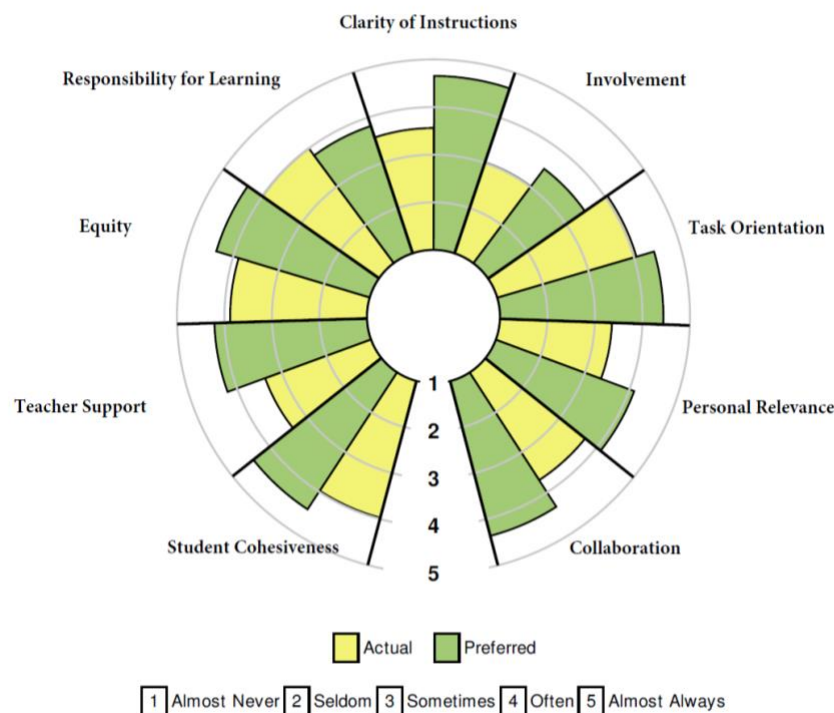 Clarity of Instructions
Responsibility for Learning
Involvement
Equity
Task Orientation
Teacher Support
Personal Relevance
Student Cohesiveness
Collaboration
1
2
3
4
5
Actual Preferred
1 Almost Never 2 Seldom 3 Sometimes 4 Often 5 Almost Always